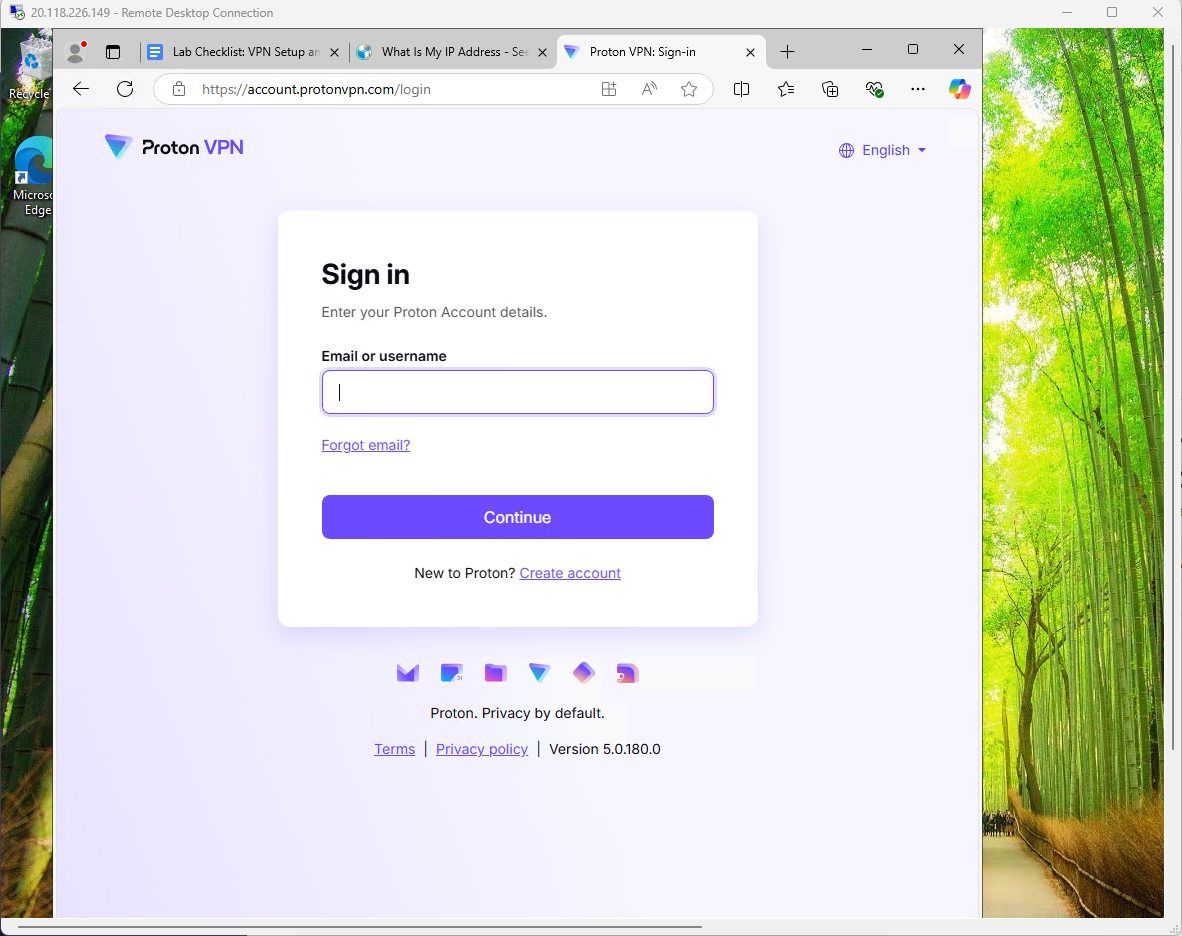 20.118.226.149 - Remote Desktop Connection
Recycle
Lab Checklist: VPN Setup an
What Is My IP Address - See
Proton VPN: Sign-in
https://account.protonvpn.com/login
Proton VPN
English
Micros
Edge
Sign in
Enter your Proton Account details.
Email or username
Forgot email?
Continue
New to Proton? Create account
31
Proton. Privacy by default.
Terms | Privacy policy | Version 5.0.180.0